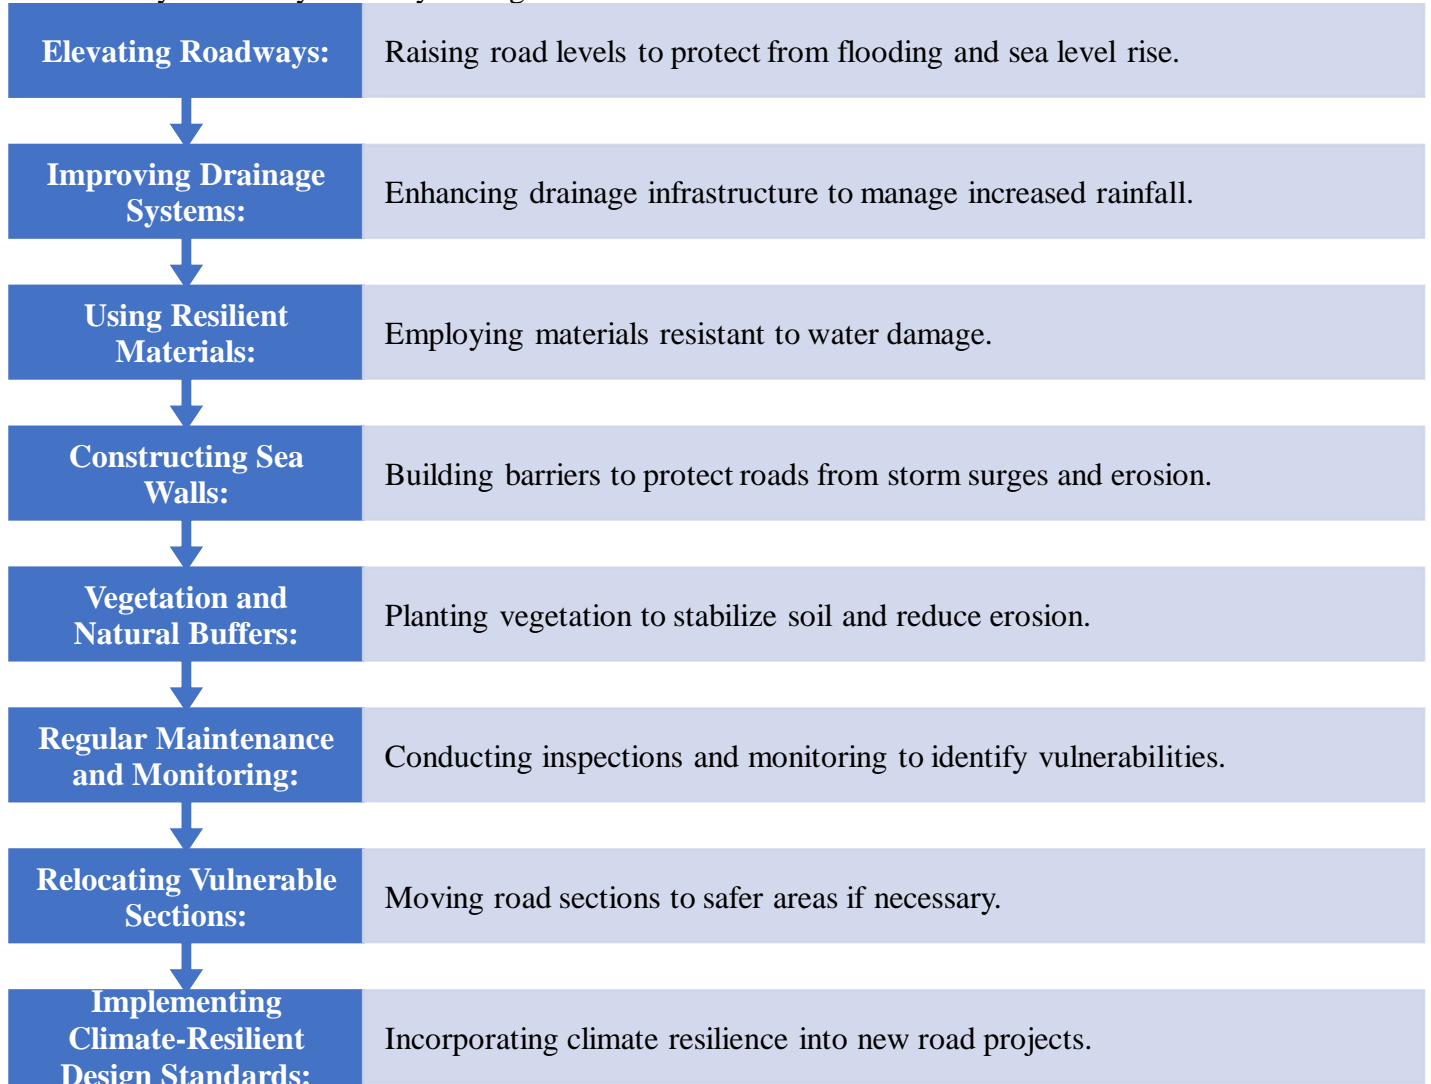 Elevating Roadways:
Raising road levels to protect from flooding and sea level rise.
Improving Drainage
Systems:
Enhancing drainage infrastructure to manage increased rainfall.
Using Resilient
Materials:
Employing materials resistant to water damage.
Constructing Sea
Walls:
Building barriers to protect roads from storm surges and erosion.
Vegetation and
Natural Buffers:
Planting vegetation to stabilize soil and reduce erosion.
Regular Maintenance
and Monitoring:
Conducting inspections and monitoring to identify vulnerabilities.
Relocating Vulnerable
Sections:
Moving road sections to safer areas if necessary.
Implementing
Climate-Resilient
Design Standards:
Incorporating climate resilience into new road projects.